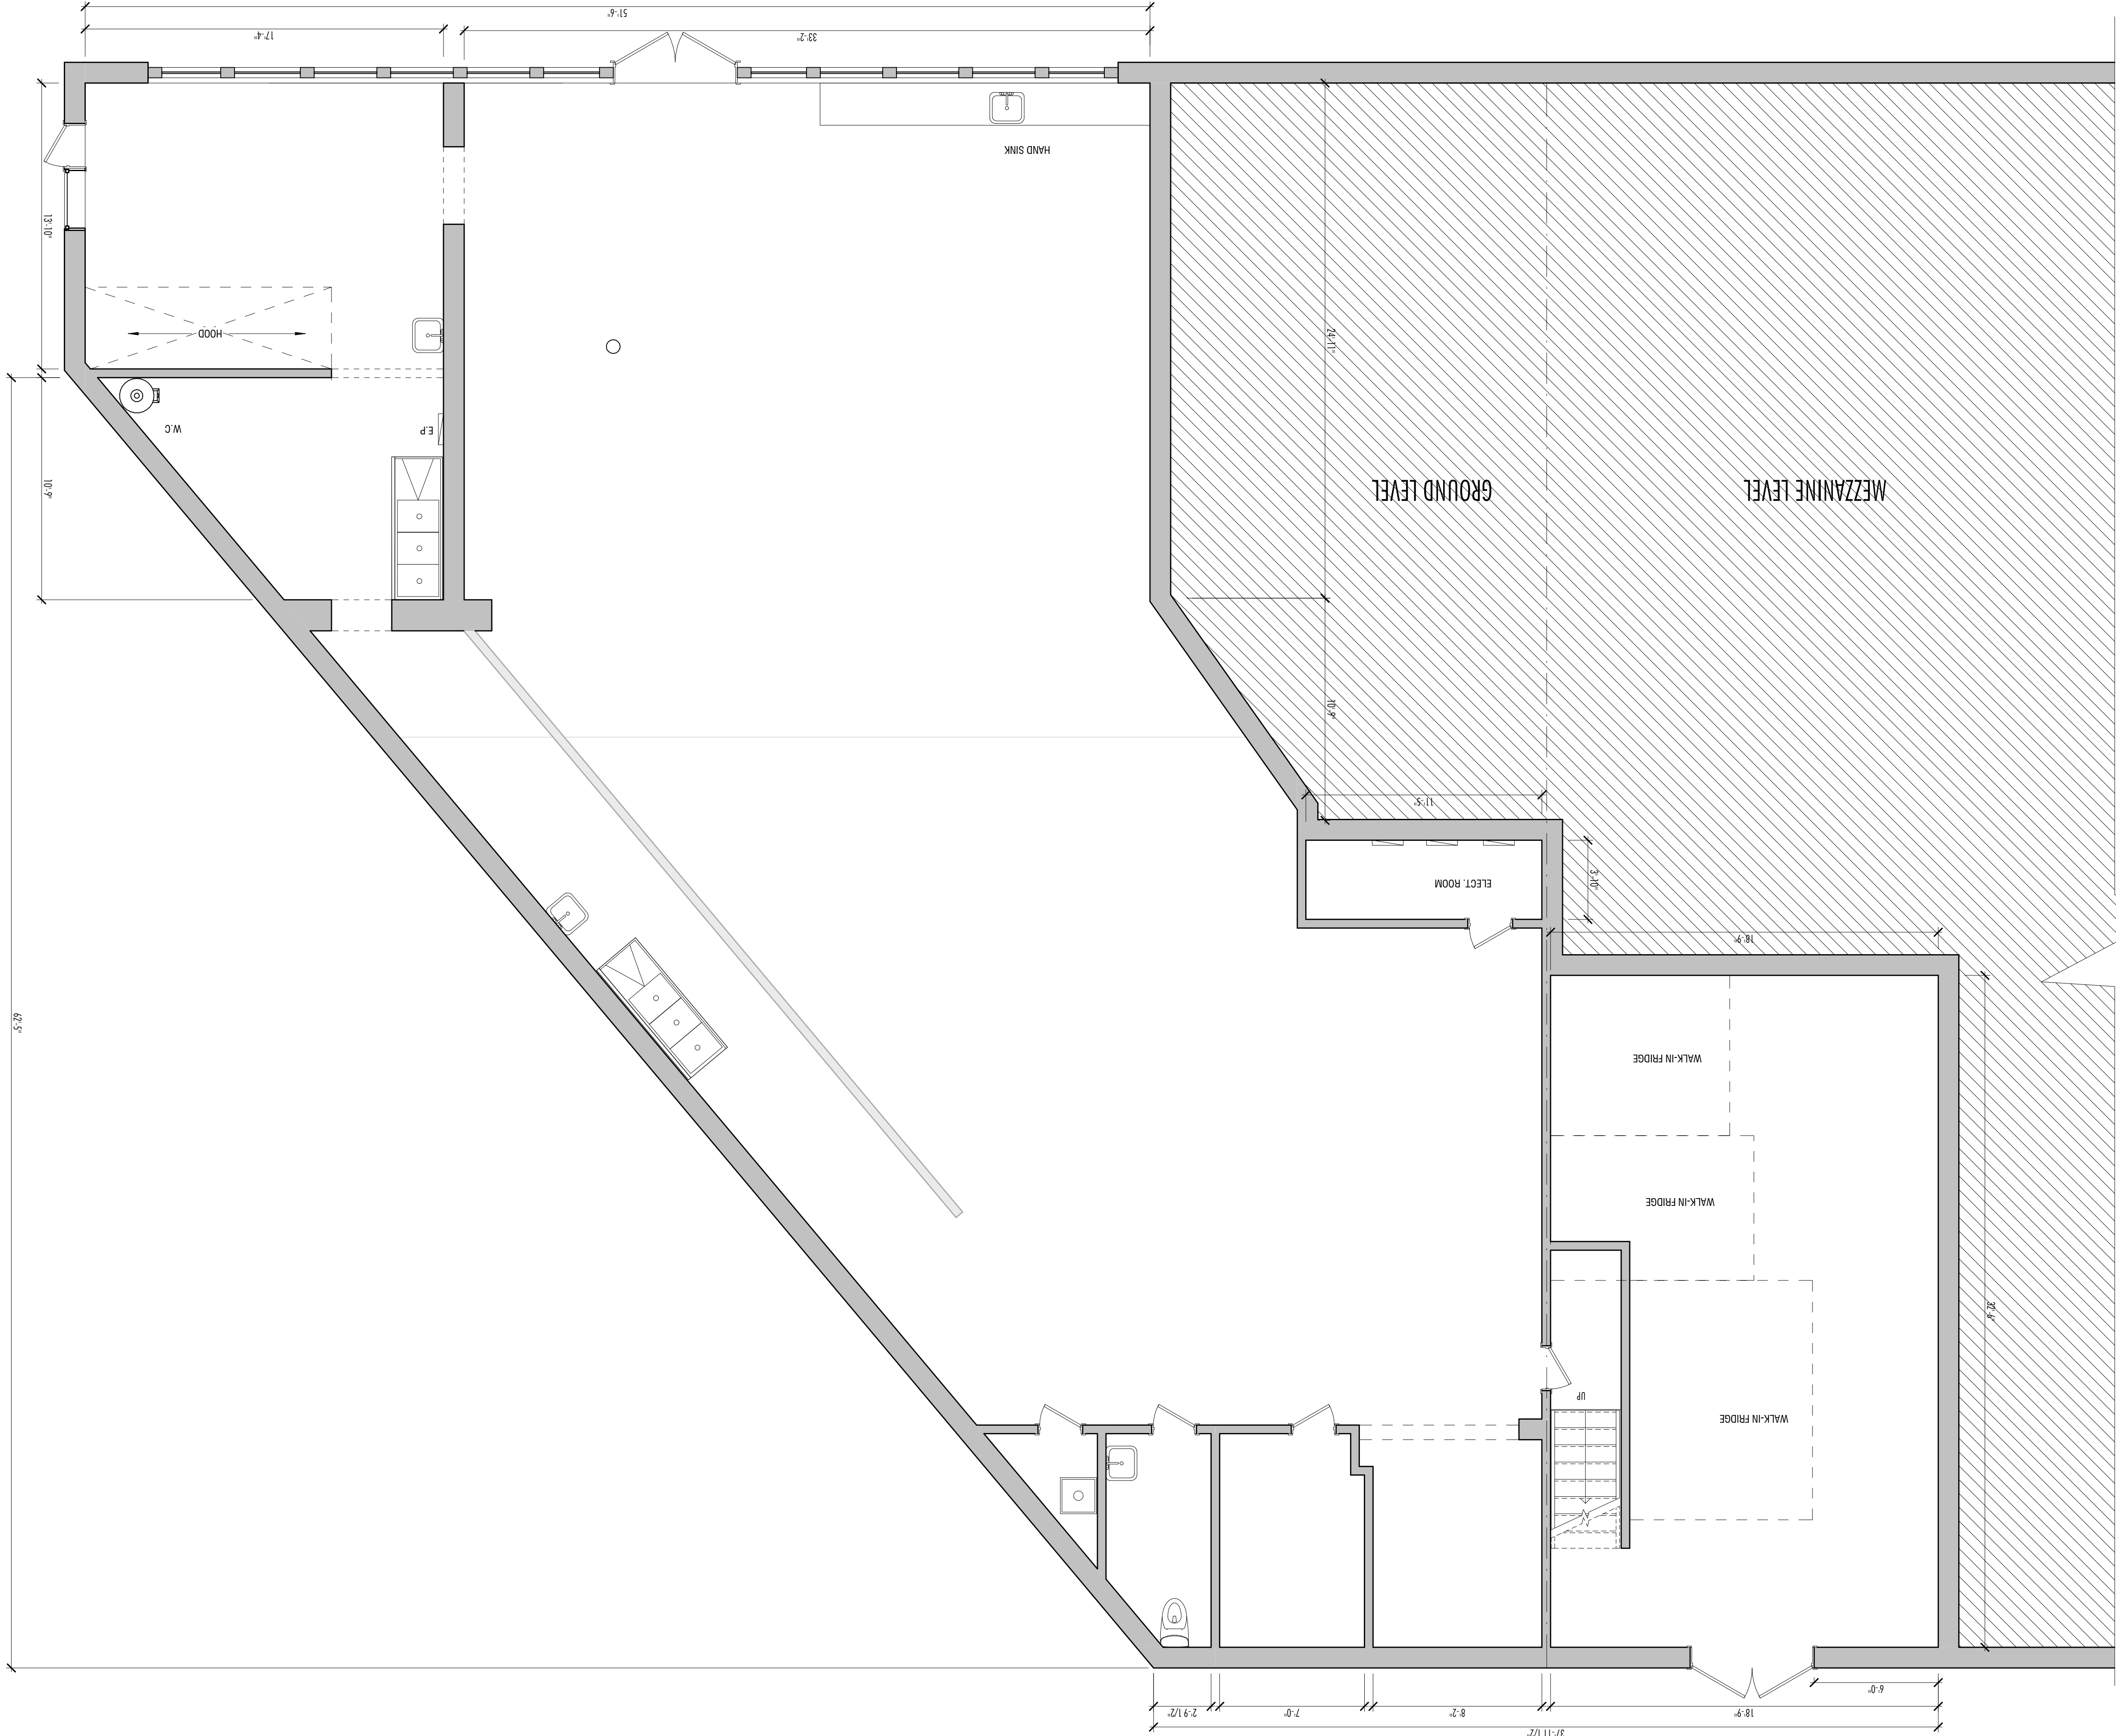 51'-6"
17'-4"
33'-2"
HAND SINK
13'-10"
HOOD
24'-11"
W.C
E.P
10'-9"
GROUND LEVEL
MEZZANINE LEVEL
10'-9"
11'-5"
ELECT. ROOM
3'-10"
18'-9"
62'-5"
WALK-IN FRIDGE
WALK-IN FRIDGE
32'-6"
UP
WALK-IN FRIDGE
6'-0"
2'-9 1/2"
7'-0"
8'-2"
18'-9"
37'-11 1/2"